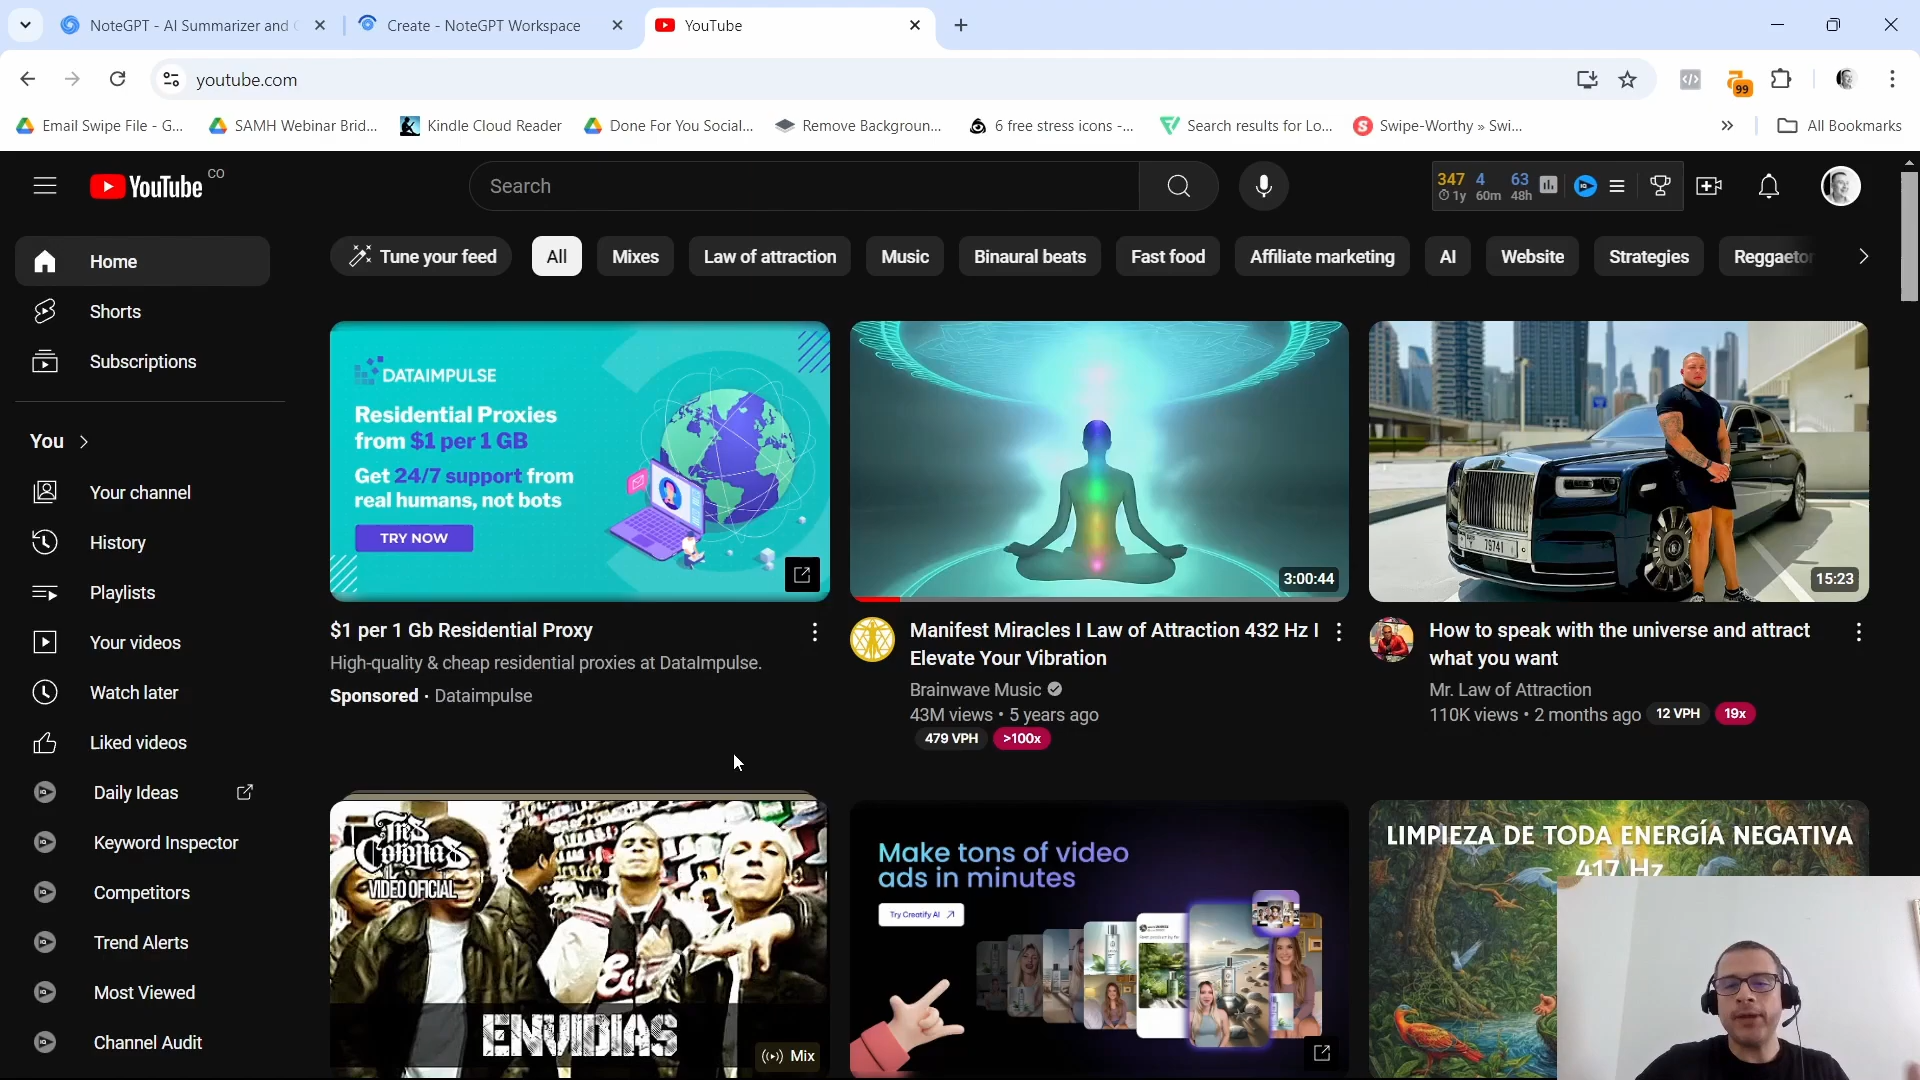 NoteGPT - AI Summarizer and
Create - NoteGPT Workspace
YouTube
youtube.com
99
Email Swipe File - G...
SAMH Webinar Brid...
Kindle Cloud Reader
Done For You Social...
Remove Backgroun...
6 free stress icons -...
Search results for Lo...
Swipe-Worthy » Swi...
All Bookmarks
YouTube CO
Search
347 4 63
1y 60m 48h
Tune your feed
All
Mixes
Law of attraction
Music
Binaural beats
Fast food
Affiliate marketing
AI
Website
Strategies
Reggaeton
Home
Shorts
Subscriptions
You
Your channel
History
Playlists
Your videos
Watch later
Liked videos
Daily Ideas
Keyword Inspector
Competitors
Trend Alerts
Most Viewed
Channel Audit
DATAIMPULSE
Residential Proxies
from $1 per 1 GB
Get 24/7 support from
real humans, not bots
TRY NOW
$1 per 1 Gb Residential Proxy
High-quality & cheap residential proxies at DataImpulse.
Sponsored · Dataimpulse
3:00:44
Manifest Miracles I Law of Attraction 432 Hz I
Elevate Your Vibration
Brainwave Music
43M views • 5 years ago
479 VPH >100x
79741
15:23
How to speak with the universe and attract
what you want
Mr. Law of Attraction
110K views • 2 months ago 12 VPH 19x
Tres
Coronas
VIDEO OFICIAL
ENVIDIAS
Mix
Make tons of video
ads in minutes
Try Creatify AI
LIMPIEZA DE TODA ENERGÍA NEGATIVA
417 Hz